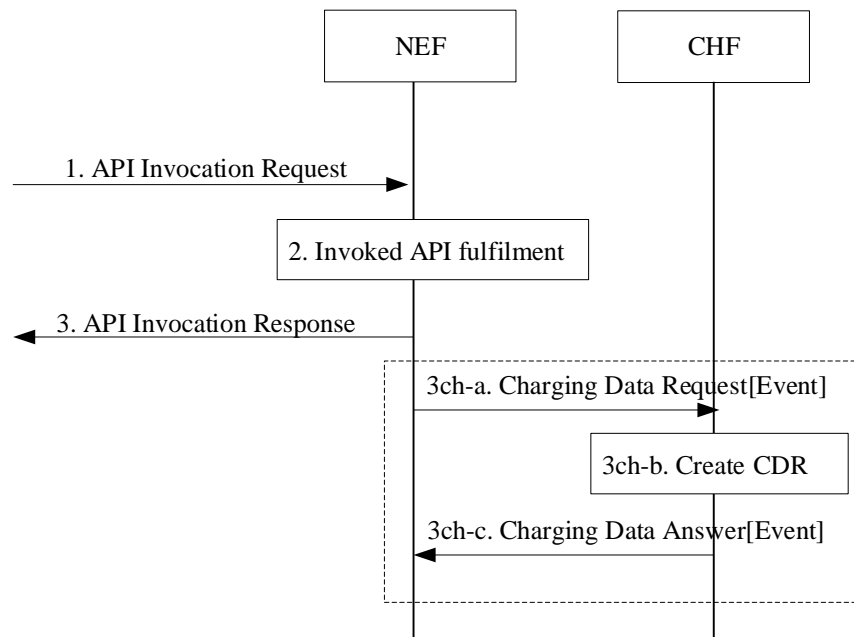 NEF
CHF
1. API Invocation Request
2. Invoked API fulfilment
3. API Invocation Response
3ch-a. Charging Data Request[Event]
3ch-b. Create CDR
3ch-c. Charging Data Answer[Event]